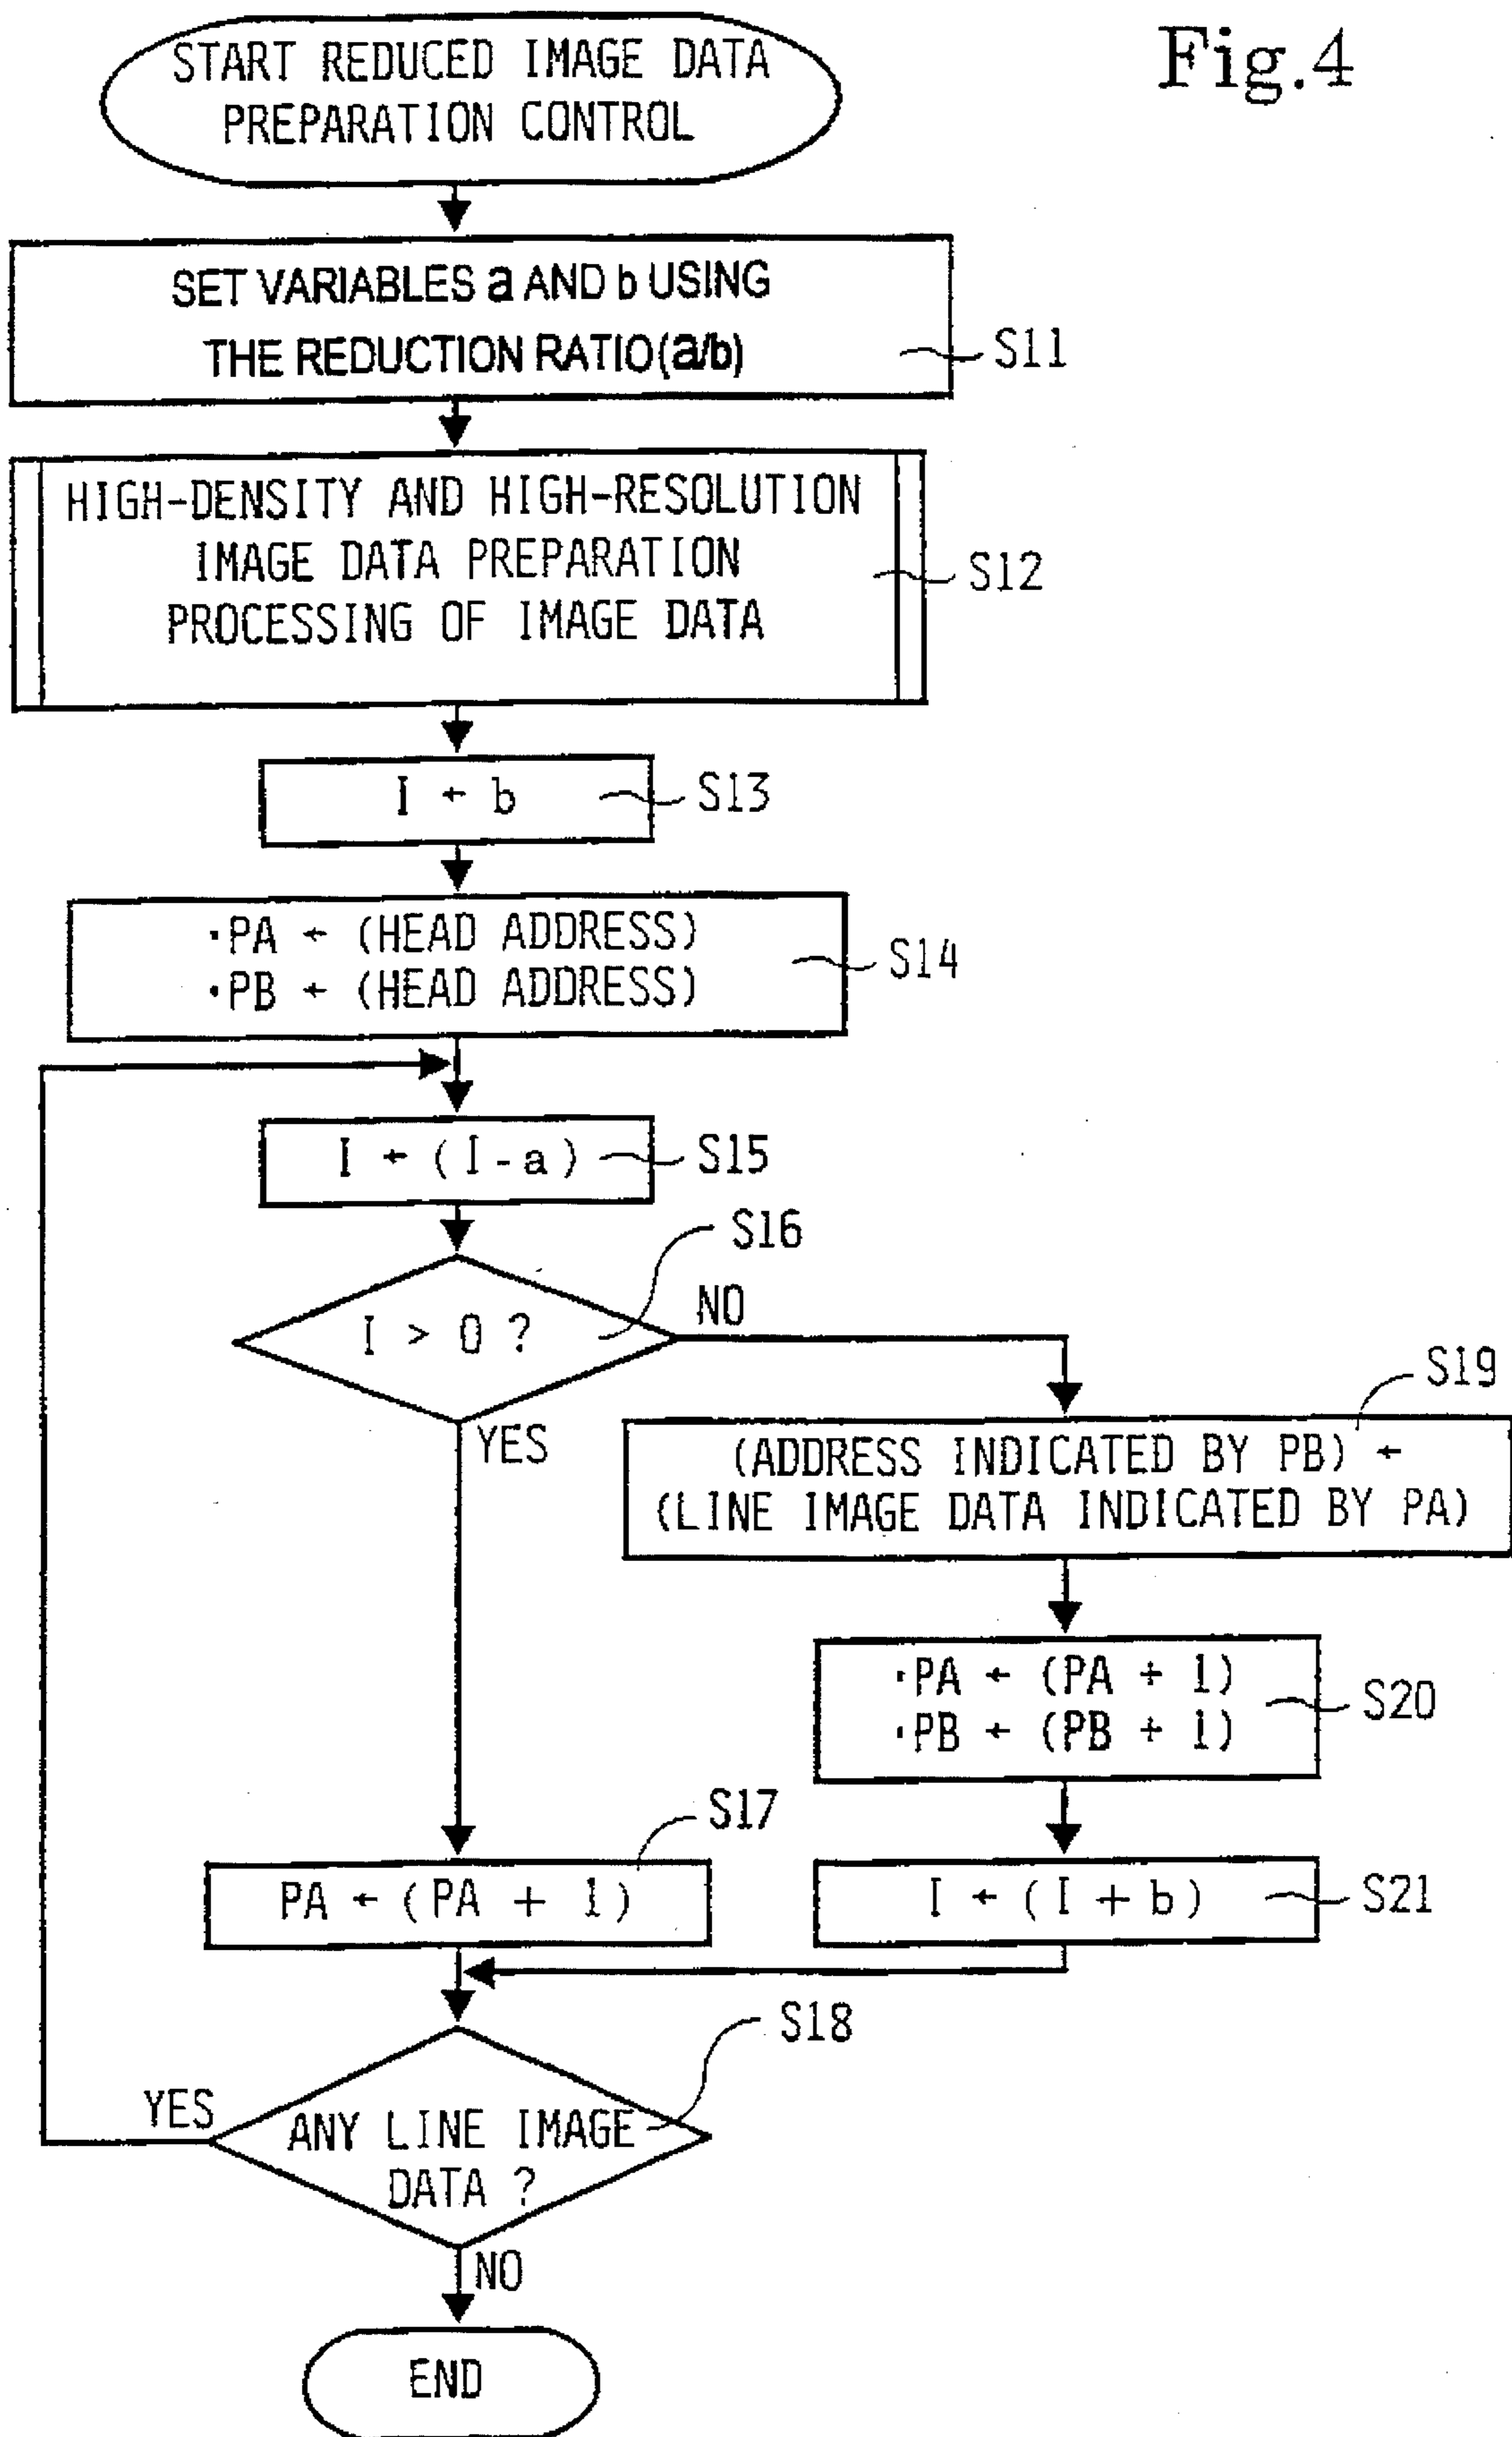 Fig.4
START REDUCED IMAGE DATA
PREPARATION CONTROL
SET VARIABLES a AND b USING
THE REDUCTION RATIO(a/b)
S11
HIGH-DENSITY AND HIGH-RESOLUTION
IMAGE DATA PREPARATION
PROCESSING OF IMAGE DATA
S12
I ← b
S13
·PA ← (HEAD ADDRESS)
·PB ← (HEAD ADDRESS)
S14
I ← (I-a)
S15
S16
I > 0 ?
NO
YES
S19
(ADDRESS INDICATED BY PB) ←
(LINE IMAGE DATA INDICATED BY PA)
·PA ← (PA + 1)
·PB ← (PB + 1)
S20
S17
PA ← (PA + 1)
I ← (I + b)
S21
S18
YES
ANY LINE IMAGE
DATA ?
NO
END